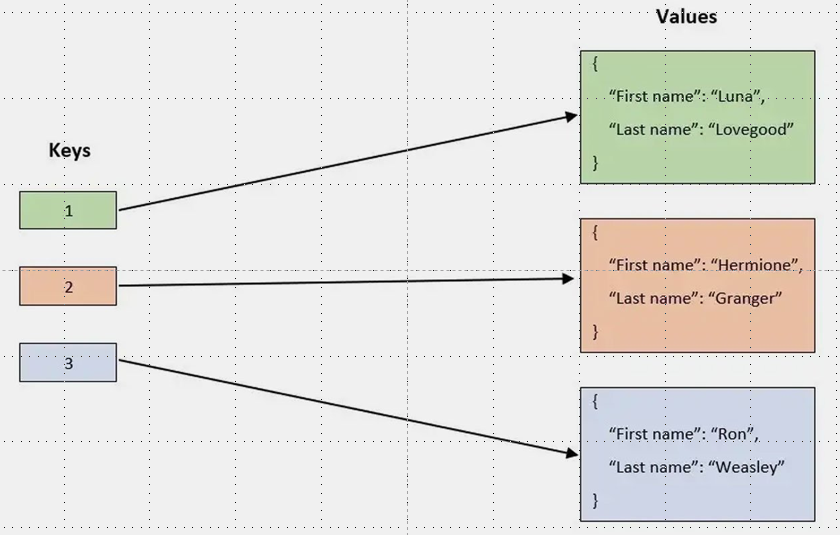 Values
{
“First name”: “Luna”,
“Last name”: “Lovegood”
}
Keys
1
2
3
{
“First name”: “Hermione”,
“Last name”: “Granger”
}
{
“First name”: “Ron”,
“Last name”: “Weasley”
}